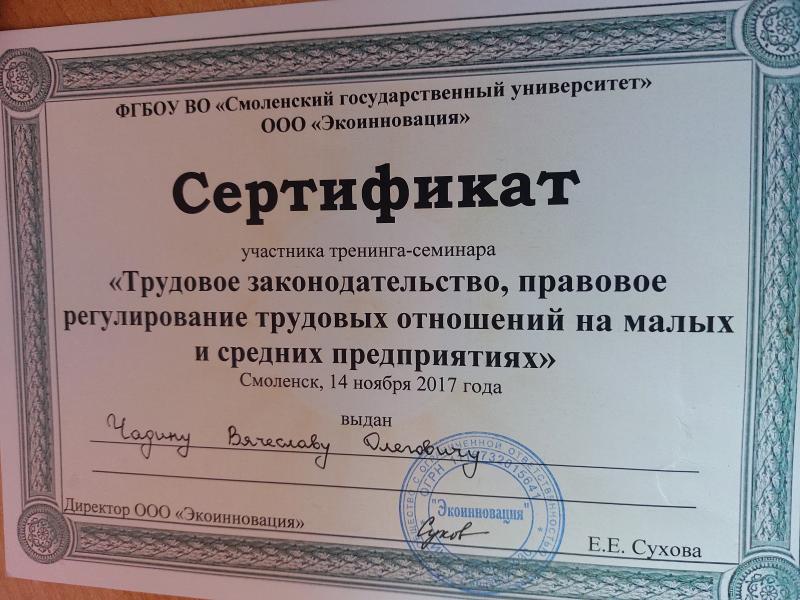 ФГБОУ ВО «Смоленский государственный университет»
ООО «Экоинновация»
Сертификат
участника тренинга-семинара
«Трудовое законодательство, правовое
регулирование трудовых отношений на малых
и средних предприятиях»
Смоленск, 14 ноября 2017 года
выдан
Чадину Вячеславу Олеговичу
Директор ООО «Экоинновация»
Е.Е. Сухова
ОГРН
"Экоинновация"